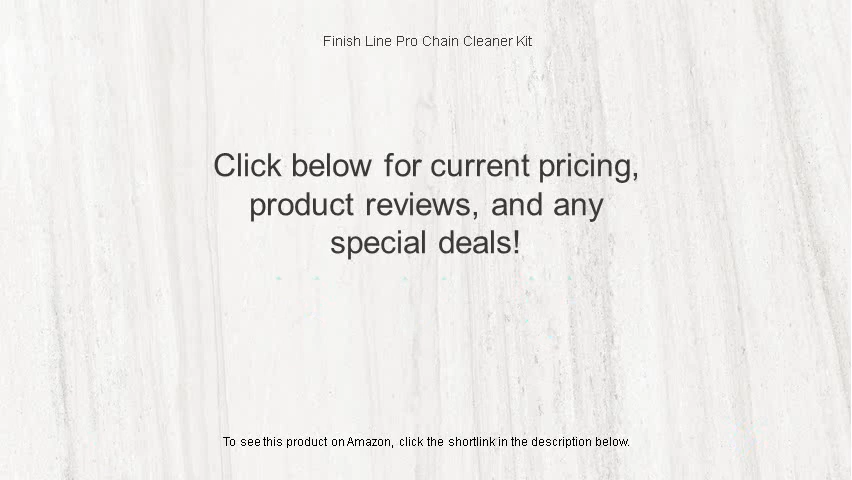 Finish Line Pro Chain Cleaner Kit
Click below for current pricing,
product reviews, and any
special deals!
To see this product on Amazon, click the shortlink in the description below.